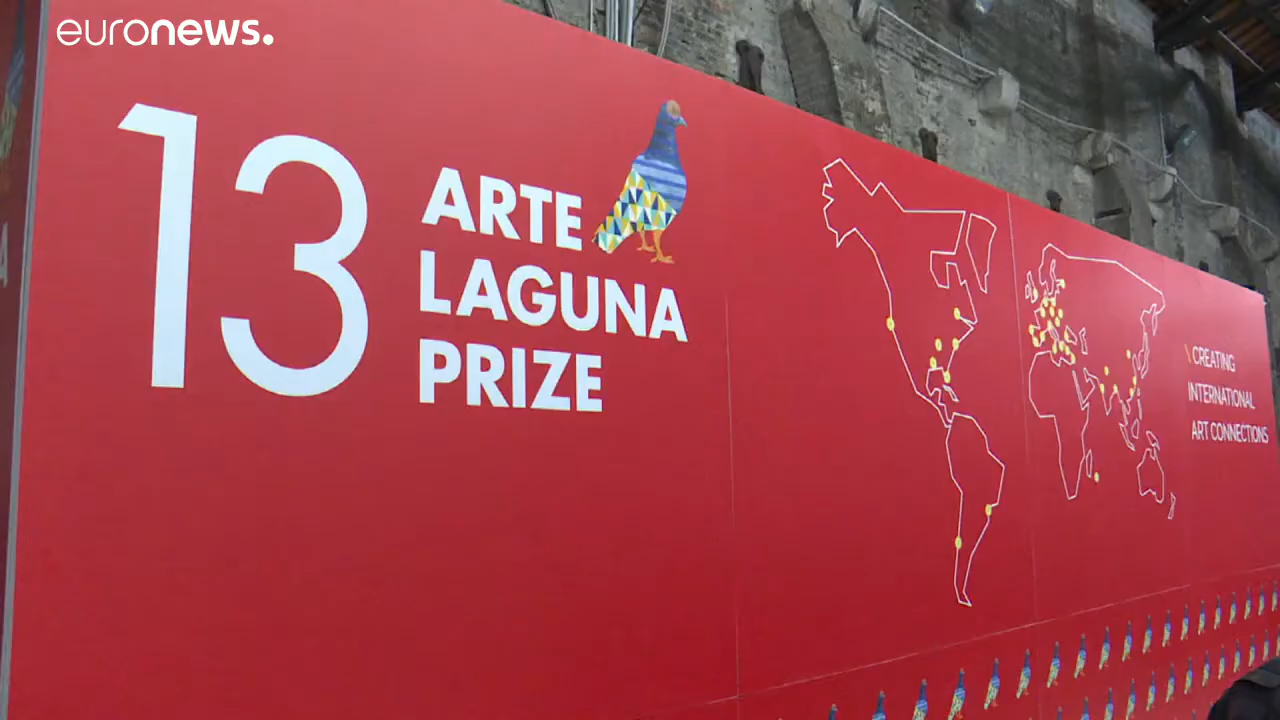 euronews.
13
ARTE
LAGUNA
PRIZE
\CREATING
INTERNATIONAL
ART CONNECTIONS